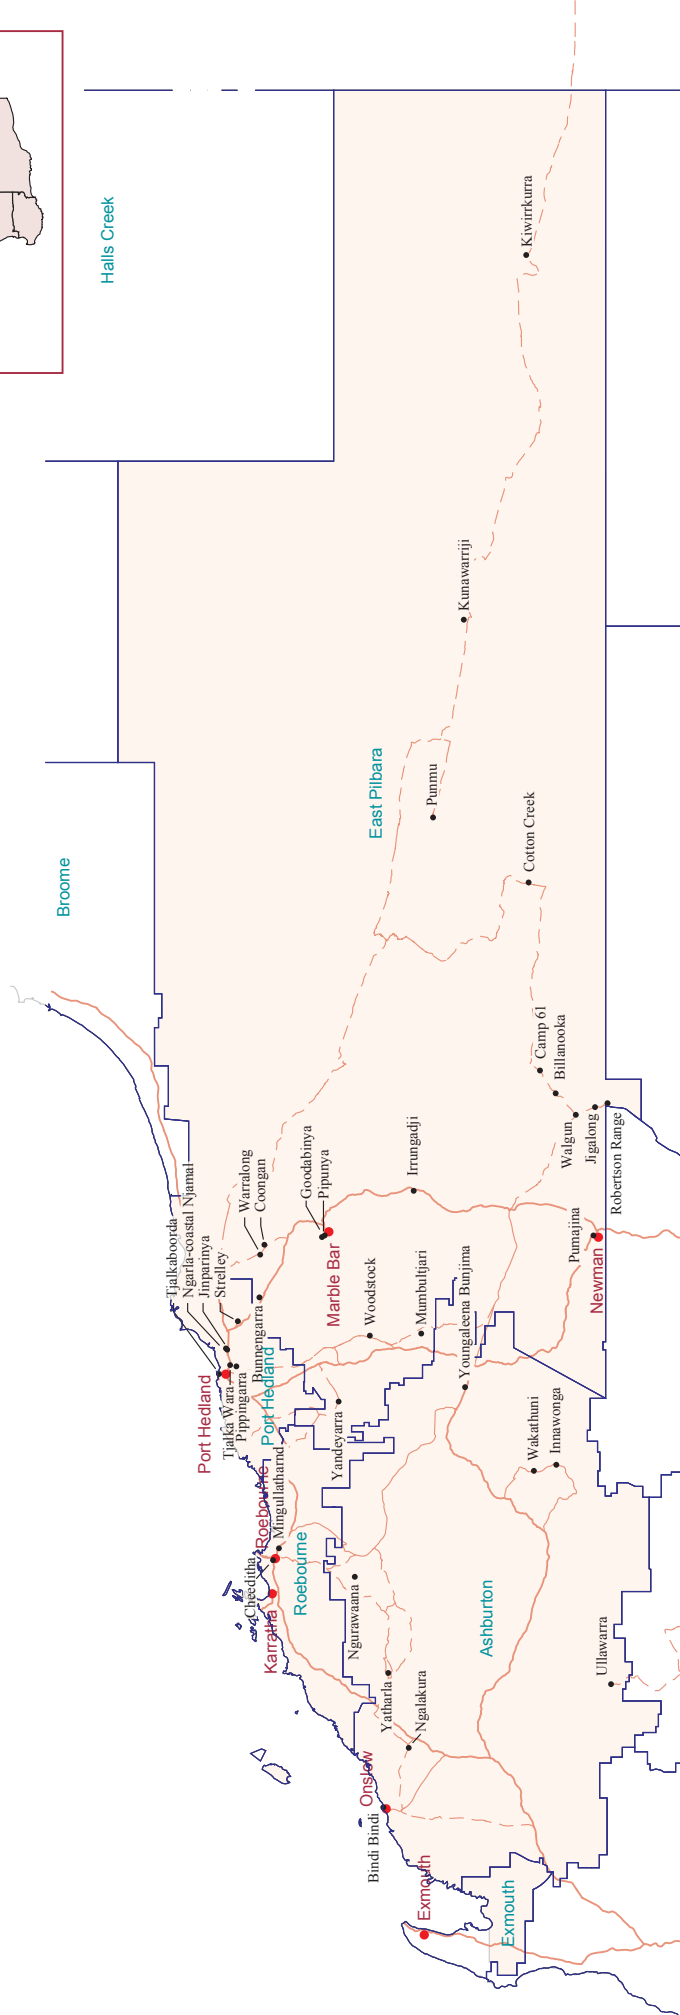 Halls Creek
Kiwirrkurra
Kunawarriji
East Pilbara
Punmu
Cotton Creek
Broome
Camp 61
Billanooka
Walgun
Jigalong
Robertson Range
Irrungadji
Goodabinya
Pipunya
Marble Bar
Warralong
Coongan
Tjalkaboorda
Ngarla-coastal Njamal
Jinparinya
Strelley
Bunnengarra
Port Hedland
Port Hedland
Tjalka Wara
Pippingarra
Woodstock
Mumbultjari
Youngaleena Bunjima
Pumajina
Newman
Yandeyarra
Wakathuni
Innawonga
Mingullatharnd
Roebourne
Roebourne
Cheeditha
Karratha
Ngurawaana
Yatharla
Ngalakura
Ashburton
Ullawarra
Onslow
Bindi Bindi
Exmouth
Exmouth